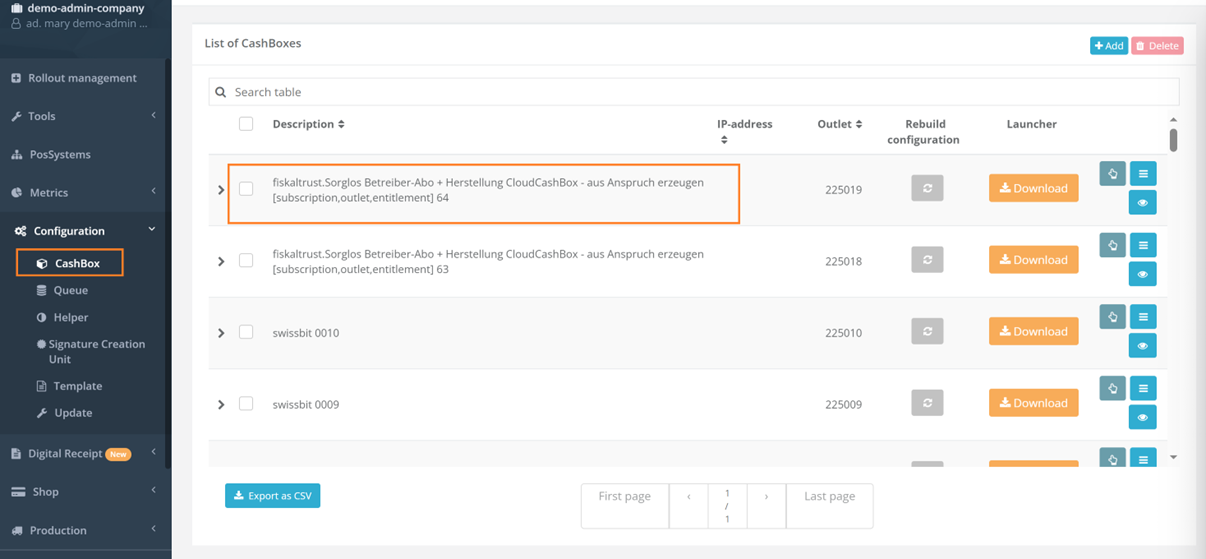 demo-admin-company
ad. mary demo-admin ...
Rollout management
Tools
PosSystems
Metrics
Configuration
CashBox
Queue
Helper
Signature Creation
Unit
Template
Update
Digital Receipt New
Shop
Production
List of CashBoxes
Add
Delete
Search table
Description
IP-address
Outlet
Rebuild
configuration
Launcher
fiskaltrust.Sorglos Betreiber-Abo + Herstellung CloudCashBox - aus Anspruch erzeugen
[subscription,outlet,entitlement] 64
225019
Download
fiskaltrust.Sorglos Betreiber-Abo + Herstellung CloudCashBox - aus Anspruch erzeugen
[subscription,outlet,entitlement] 63
225018
Download
swissbit 0010
225010
Download
swissbit 0009
225009
Download
Export as CSV
First page
‹
1
/
1
›
Last page